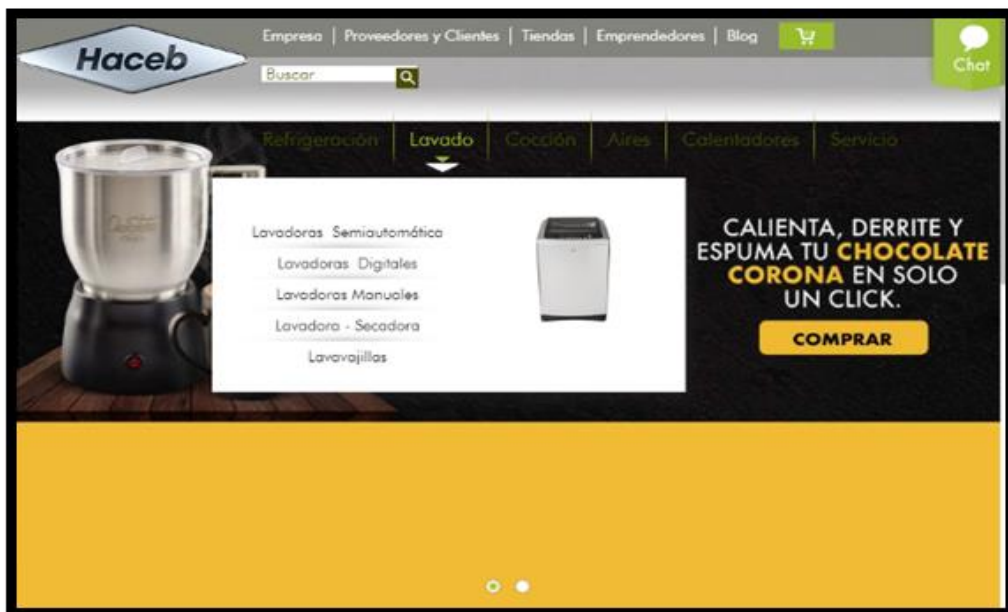 Haceb
Empresa | Proveedores y Clientes | Tiendas | Emprendedores | Blog
Chat
Buscar
Refrigeración | Lavado | Cocción | Aires | Calentadores | Servicio
Lavadoras Semiautomática
Lavadoras Digitales
Lavadoras Manuales
Lavadora - Secadora
Lavavajillas
CALIENTA, DERRITE Y
ESPUMA TU CHOCOLATE
CORONA EN SOLO
UN CLICK.
COMPRAR